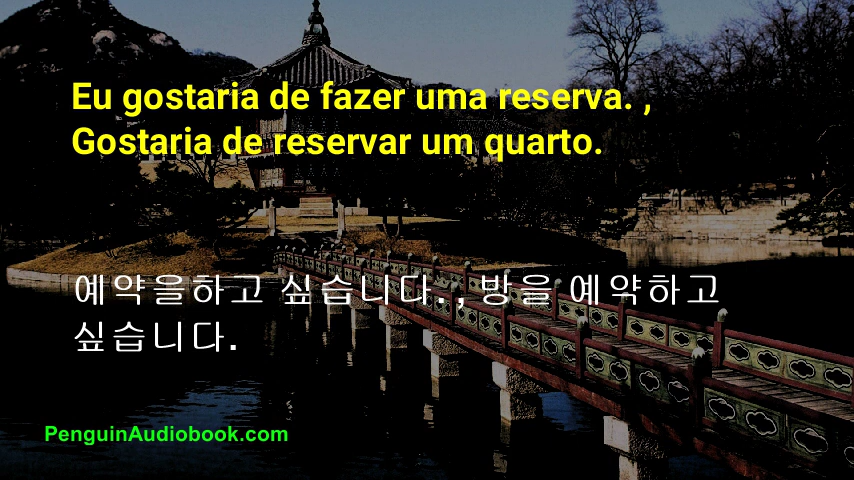 Eu gostaria de fazer uma reserva. ,
Gostaria de reservar um quarto.
예약을하고 싶습니다. , 방을 예약하고
싶습니다.
PenguinAudiobook.com